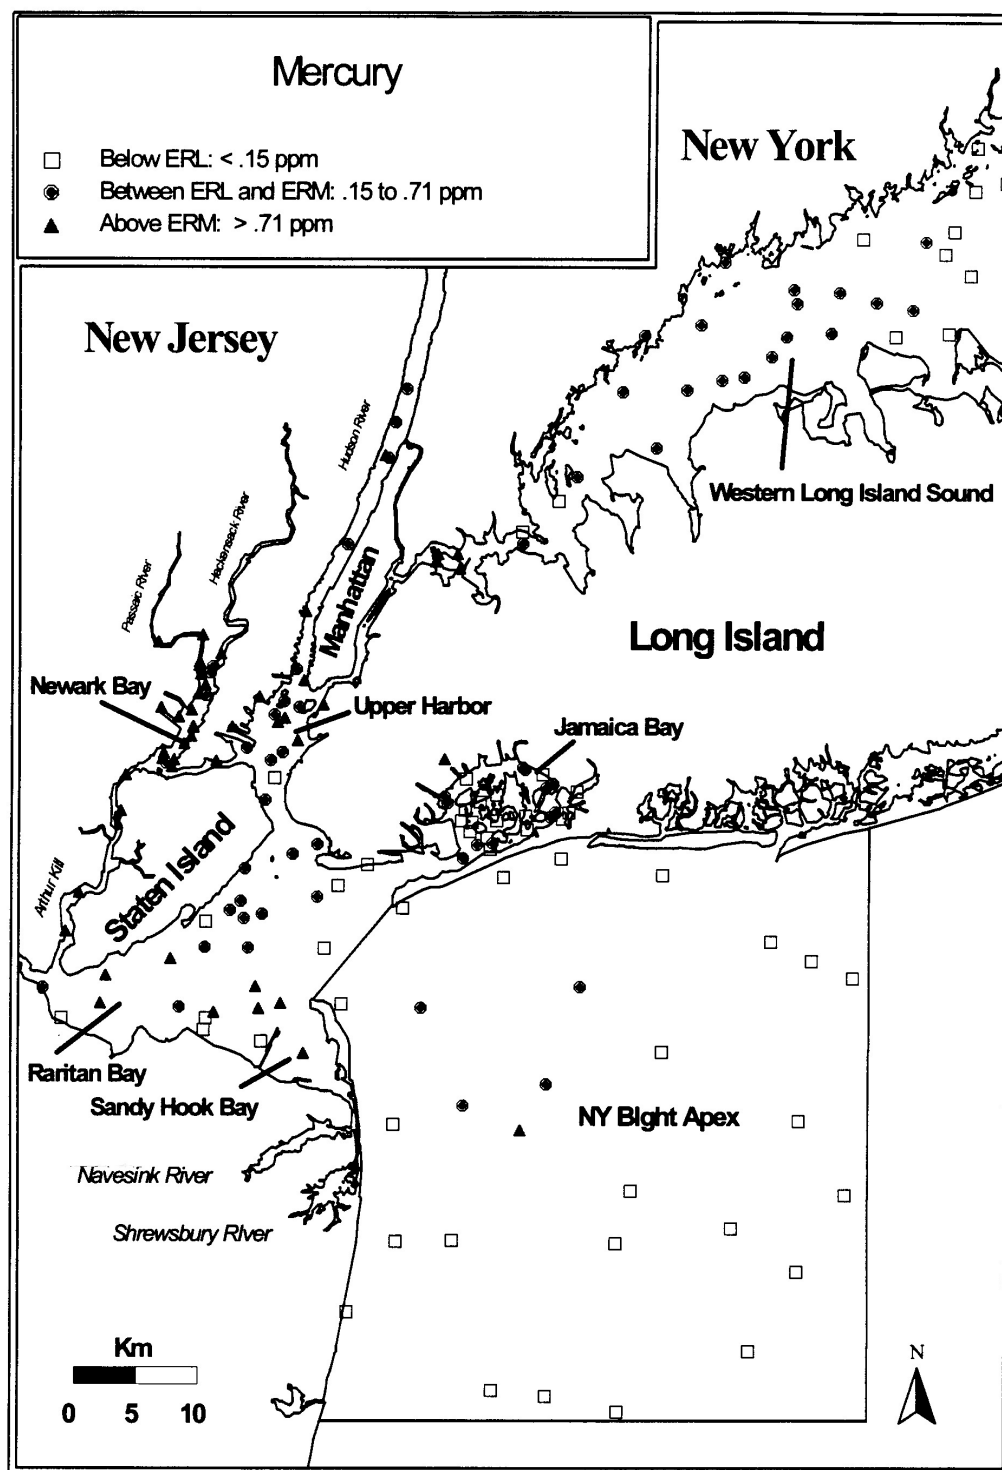 Mercury
Below ERL: < .15 ppm
Between ERL and ERM: .15 to .71 ppm
Above ERM: > .71 ppm
New York
New Jersey
Hudson River
Hackensack River
Passaic River
Manhattan
Western Long Island Sound
Long Island
Newark Bay
Upper Harbor
Jamaica Bay
Staten Island
Arthur Kill
Raritan Bay
Sandy Hook Bay
NY Bight Apex
Navesink River
Shrewsbury River
Km
0 5 10
N